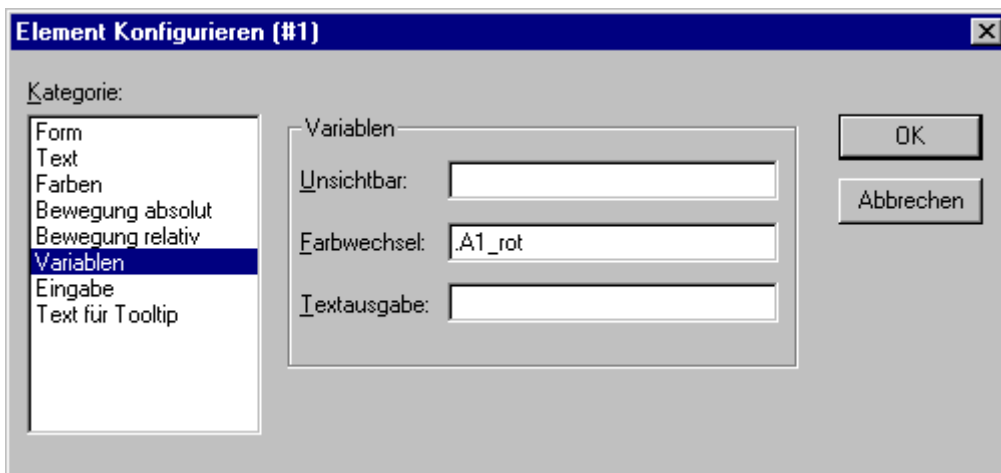 Element Konfigurieren (#1)
Kategorie:
Form
Text
Farben
Bewegung absolut
Bewegung relativ
Variablen
Eingabe
Text für Tooltip
Variablen
Unsichtbar:
Farbwechsel: .A1_rot
Textausgabe:
OK
Abbrechen